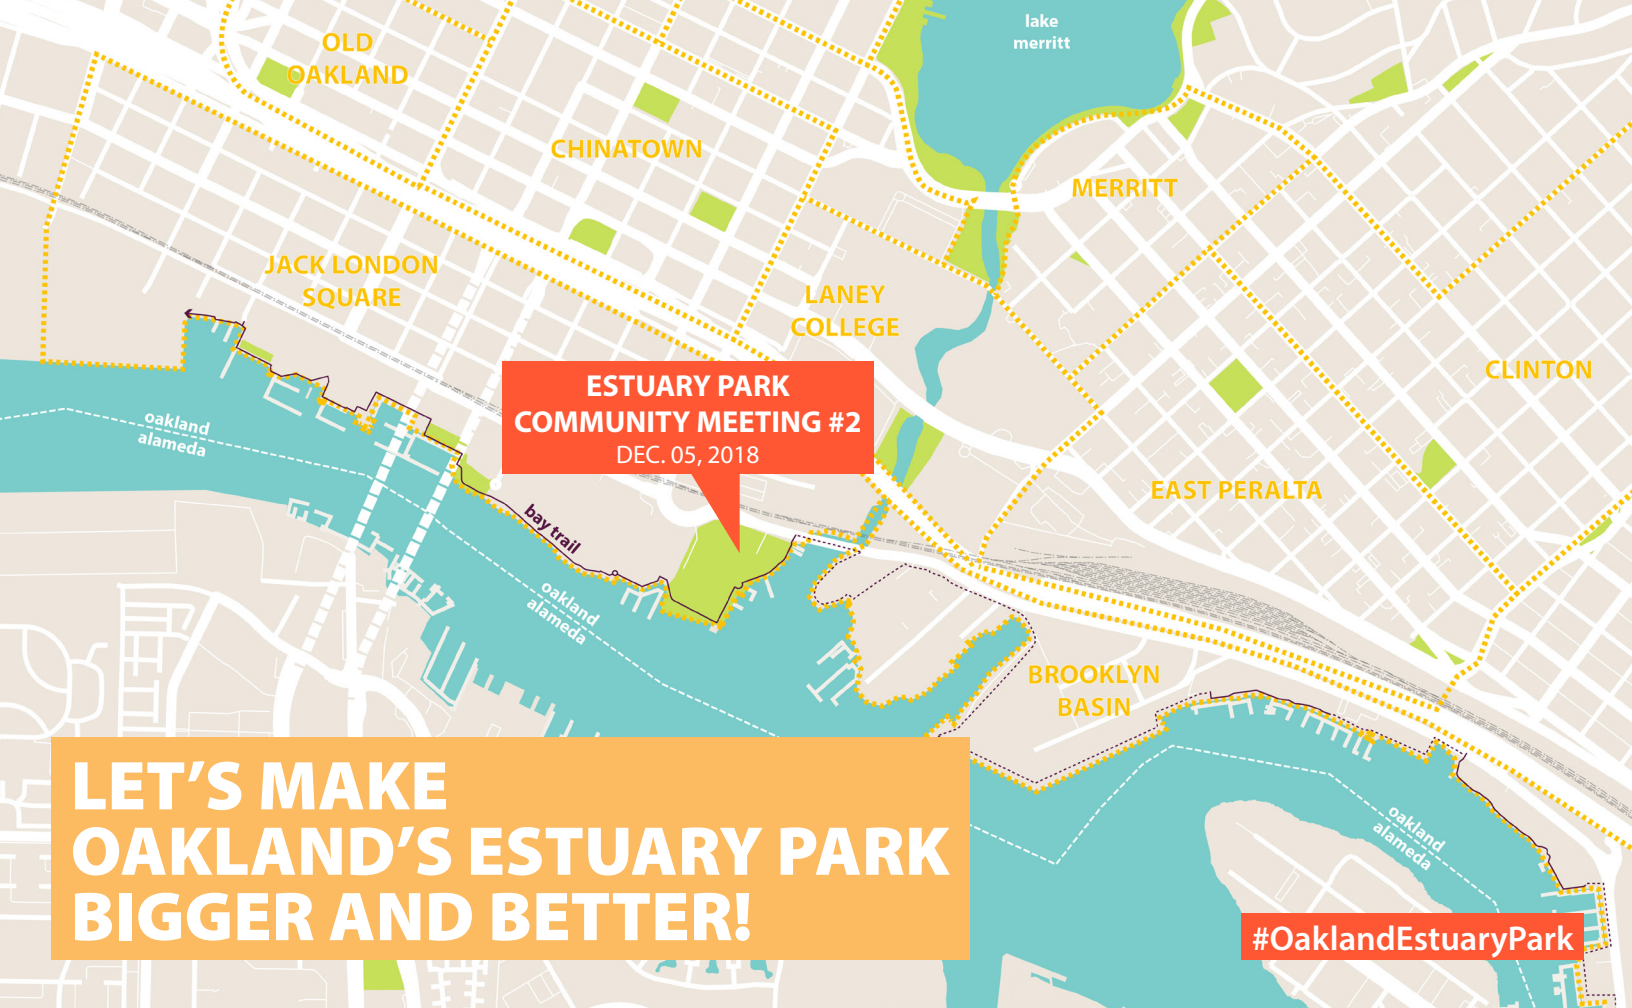 lake
merritt
OLD
OAKLAND
CHINATOWN
MERRITT
JACK LONDON
SQUARE
LANEY
COLLEGE
CLINTON
ESTUARY PARK
COMMUNITY MEETING #2
DEC. 05, 2018
oakland
alameda
EAST PERALTA
bay trail
oakland
alameda
BROOKLYN
BASIN
LET’S MAKE
OAKLAND’S ESTUARY PARK
BIGGER AND BETTER!
oakland
alameda
#OaklandEstuaryPark